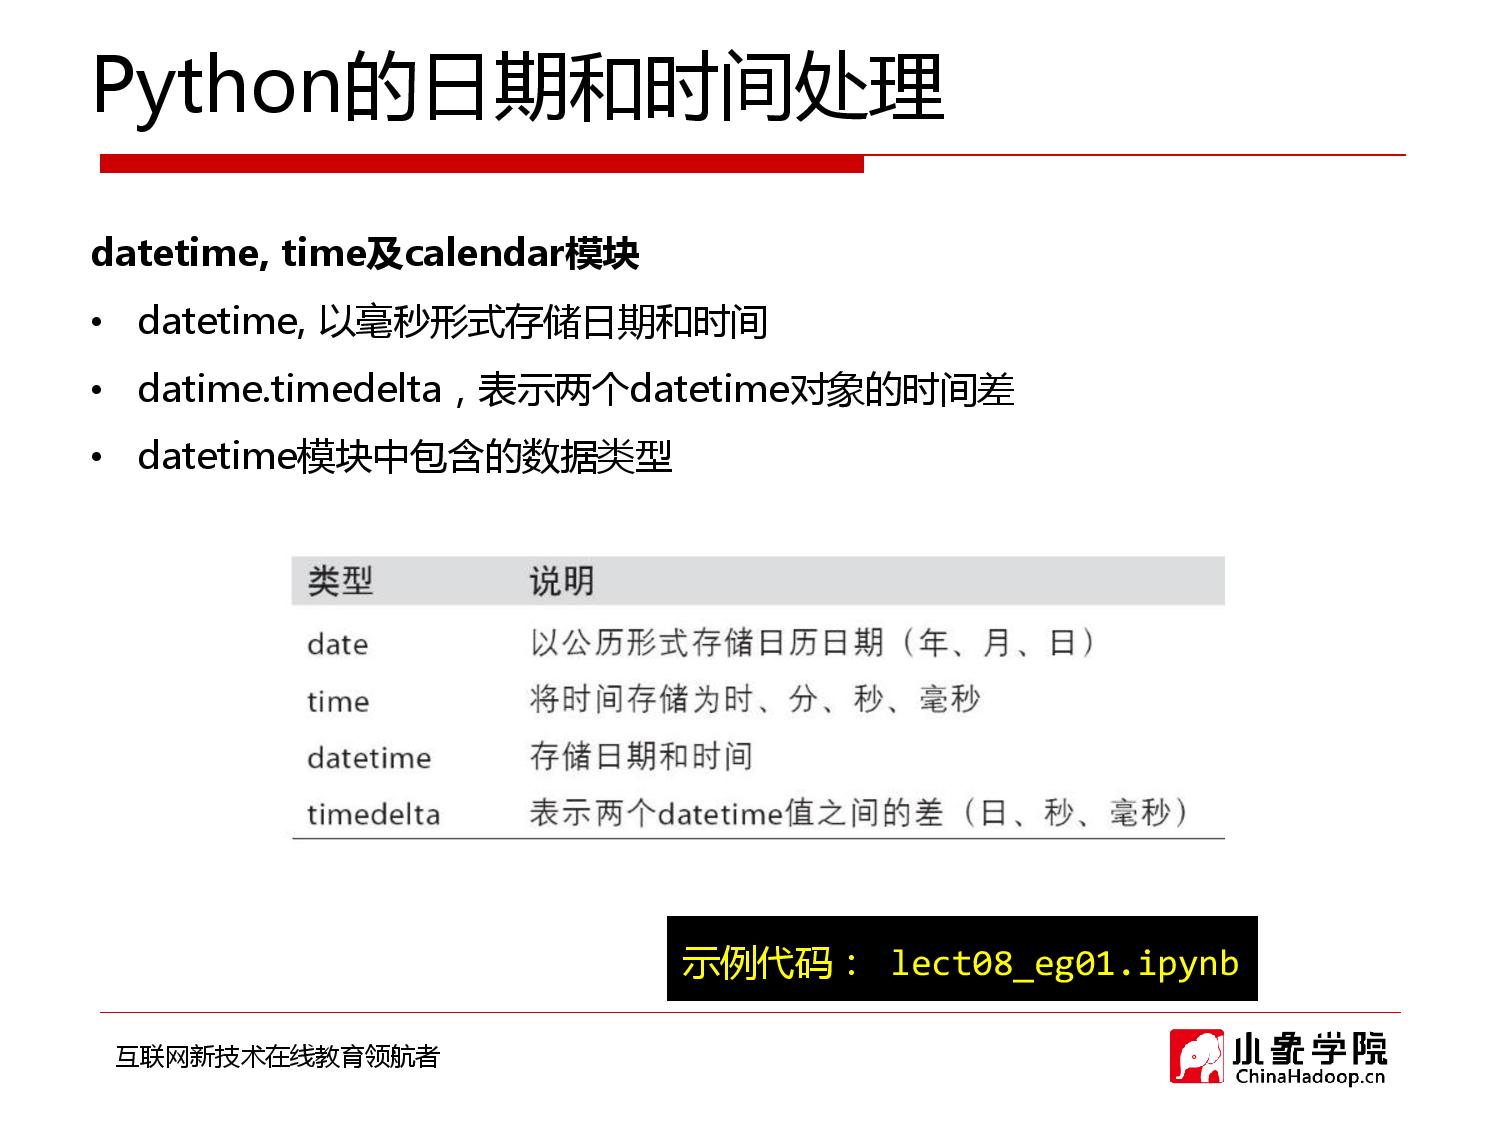 Python的日期和时间处理
datetime, time及calendar模块
• datetime, 以毫秒形式存储日期和时间
• datime.timedelta，表示两个datetime对象的时间差
• datetime模块中包含的数据类型
类型 说明
date 以公历形式存储日历日期（年、月、日）
time 将时间存储为时、分、秒、毫秒
datetime 存储日期和时间
timedelta 表示两个datetime值之间的差（日、秒、毫秒）
示例代码： lect08_eg01.ipynb
互联网新技术在线教育领航者
小象学院
ChinaHadoop.cn